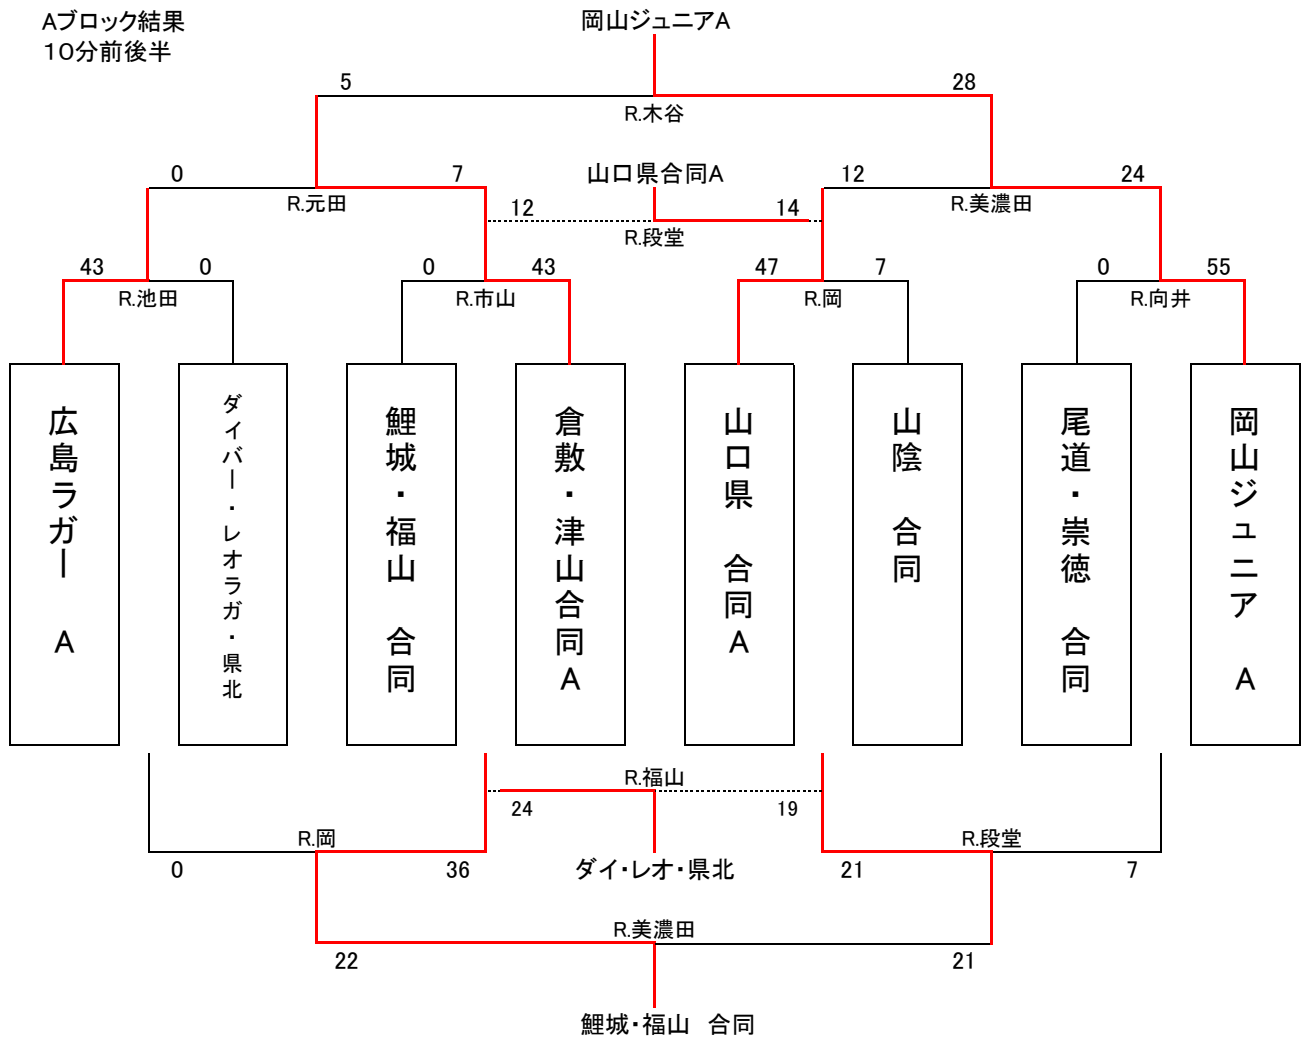 Aブロック結果
10分前後半
岡山ジュニアA
5
28
R.木谷
0
7
山口県合同A
12
24
R.元田
12
14
R.美濃田
R.段堂
43
0
0
43
47
7
0
55
R.池田
R.市山
R.岡
R.向井
広島ラガー A
ダイバー・レオラガ・県北
鯉城・福山 合同
倉敷・津山合同A
山口県 合同A
山陰 合同
尾道・崇徳 合同
岡山ジュニア A
R.福山
24
19
R.岡
R.段堂
0
36
ダイ・レオ・県北
21
7
R.美濃田
22
21
鯉城・福山 合同